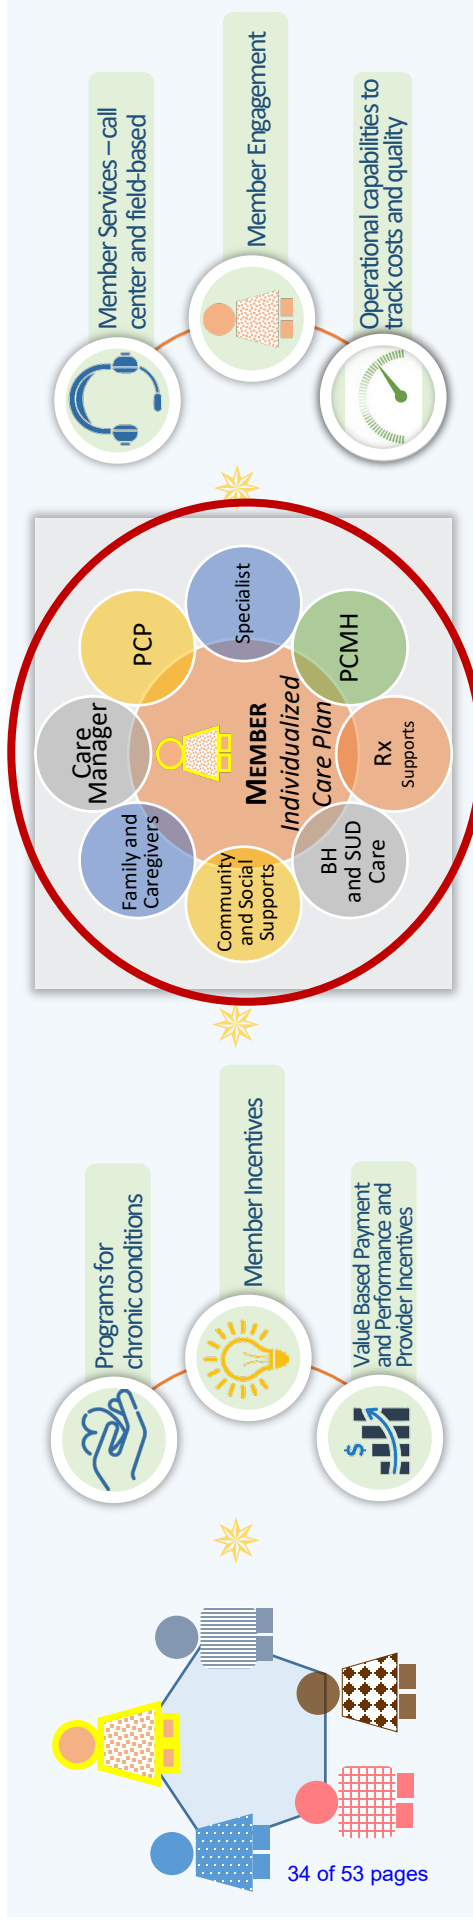 Programs for
chronic conditions
Member Incentives
Value Based Payment
and Performance and
Provider Incentives
$
Care
Manager
PCP
Specialist
PCMH
Rx
Supports
BH
and SUD
Care
Community
and Social
Supports
Family and
Caregivers
MEMBER
Individualized
Care Plan
Member Services – call
center and field-based
Member Engagement
Operational capabilities to
track costs and quality
34 of 53 pages